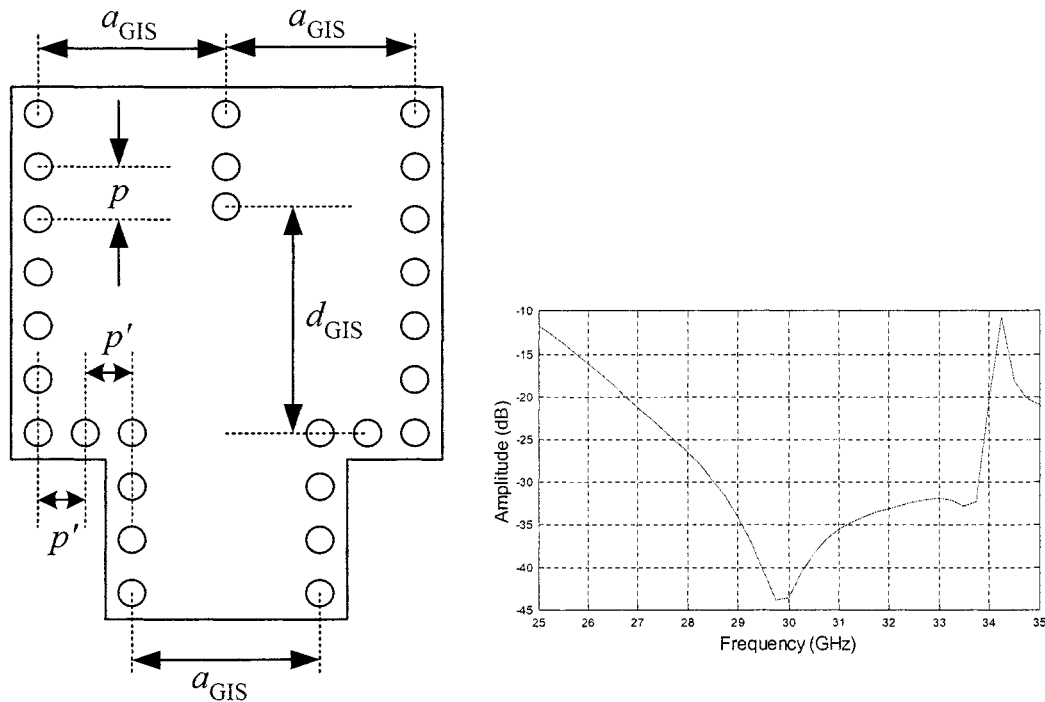 a_GIS a_GIS
p
d_GIS
p′
p′
a_GIS
Amplitude (dB)
-10
-15
-20
-25
-30
-35
-40
-45
25 26 27 28 29 30 31 32 33 34 35
Frequency (GHz)